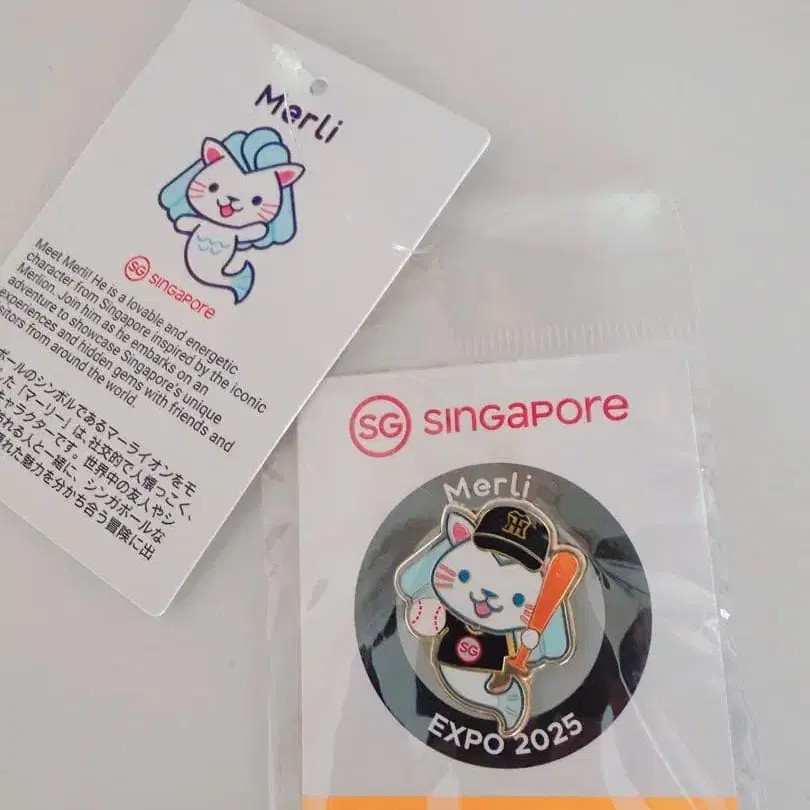 Merli
SG SINGAPORE
Meet Merli! He is a lovable and energetic
character from Singapore inspired by the iconic
Merlion. Join him as he embarks on an
adventure to showcase Singapore's unique
experiences and hidden gems with friends and
visitors from around the world.
ボールのシンボルであるマーライオンをモ
した「マーリー」は、社交的で人懐っこく、
キャラクターです。世界中の友人やシ
れる人と一緒に、シンガポールな
れた魅力を分かち合う冒険に出
SG SINGAPORE
Merli
SG
EXPO 2025